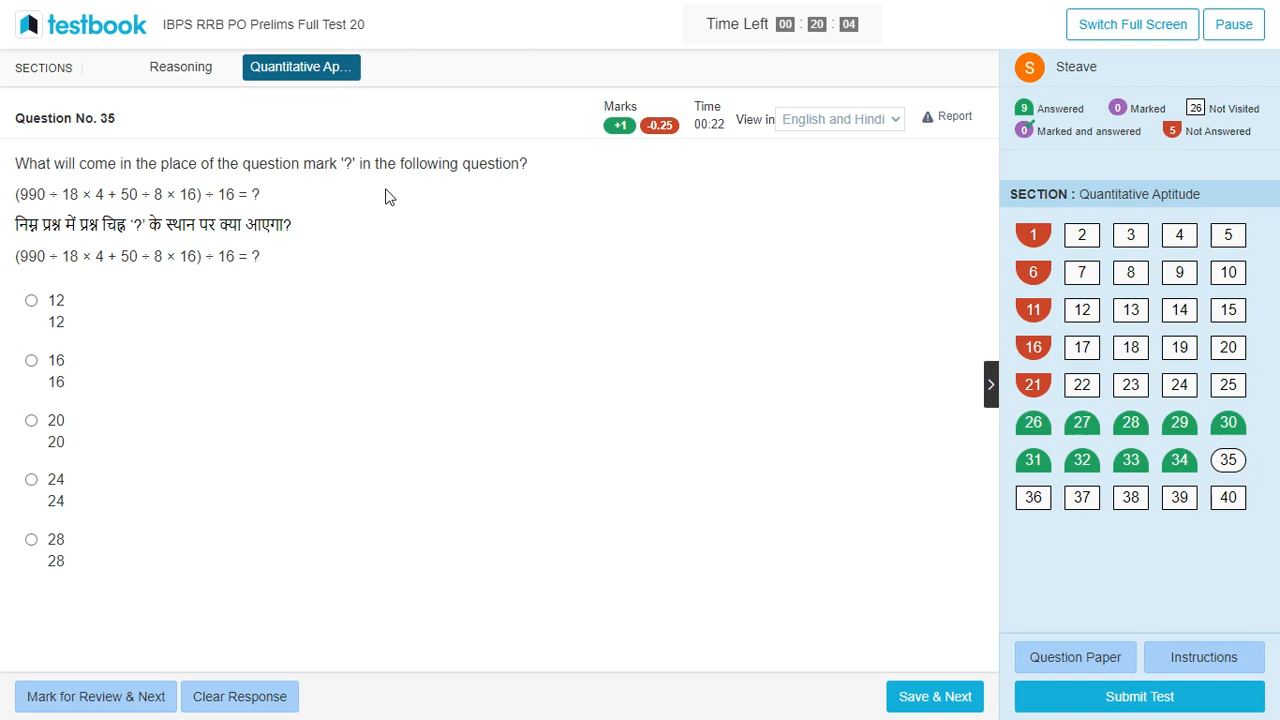 testbook
IBPS RRB PO Prelims Full Test 20
Time Left 00 : 20 : 04
Switch Full Screen
Pause
SECTIONS
Reasoning
Quantitative Ap...
S
Steave
Question No. 35
Marks
+1 -0.25
Time
00:22
View in English and Hindi
Report
9 Answered
0 Marked
26 Not Visited
0 Marked and answered
5 Not Answered
What will come in the place of the question mark '?' in the following question?
(990 ÷ 18 × 4 + 50 ÷ 8 × 16) ÷ 16 = ?
निम्न प्रश्न में प्रश्न चिह्न '?' के स्थान पर क्या आएगा?
(990 ÷ 18 × 4 + 50 ÷ 8 × 16) ÷ 16 = ?
12
12
16
16
20
20
24
24
28
28
SECTION : Quantitative Aptitude
1 2 3 4 5
6 7 8 9 10
11 12 13 14 15
16 17 18 19 20
21 22 23 24 25
26 27 28 29 30
31 32 33 34 35
36 37 38 39 40
Question Paper
Instructions
Mark for Review & Next
Clear Response
Save & Next
Submit Test